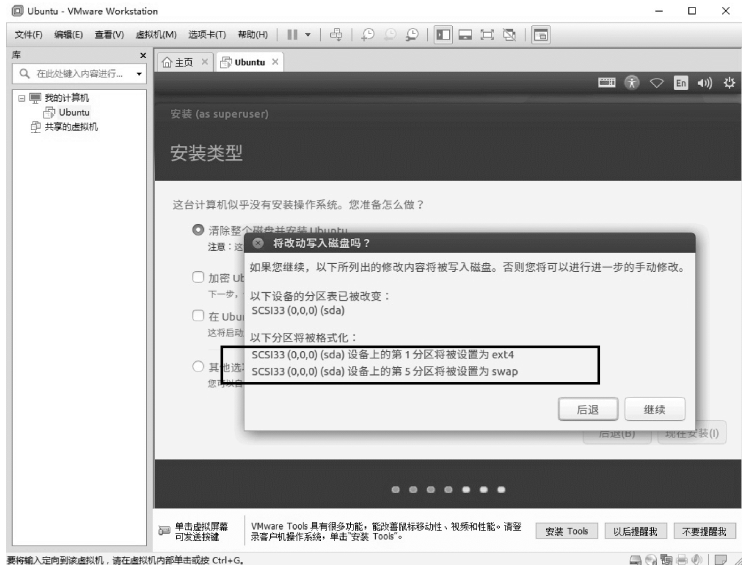 Ubuntu - VMware Workstation
文件(F) 编辑(E) 查看(V) 虚拟机(M) 选项卡(T) 帮助(H)
库
在此处键入内容进行...
我的计算机
Ubuntu
共享的虚拟机
主页
Ubuntu
En
安装 (as superuser)
安装类型
这台计算机似乎没有安装操作系统。您准备怎么做？
清除整个磁盘并安装 Ubuntu
注意：这
加密 Ub
下一步，
在 Ubu
这将启动
其他选
您可以自
将改动写入磁盘吗？
如果您继续，以下所列出的修改内容将被写入磁盘。否则您将可以进行进一步的手动修改。
以下设备的分区表已被改变：
SCSI33 (0,0,0) (sda)
以下分区将被格式化：
SCSI33 (0,0,0) (sda) 设备上的第 1 分区将被设置为 ext4
SCSI33 (0,0,0) (sda) 设备上的第 5 分区将被设置为 swap
后退 继续
后退(B) 现在安装(I)
单击虚拟屏幕
可发送按键
VMware Tools 具有很多功能，能改善鼠标移动性、视频和性能。请登
录客户机操作系统，单击“安装 Tools”。
安装 Tools 以后提醒我 不要提醒我
要将输入定向到该虚拟机，请在虚拟机内部单击或按 Ctrl+G。